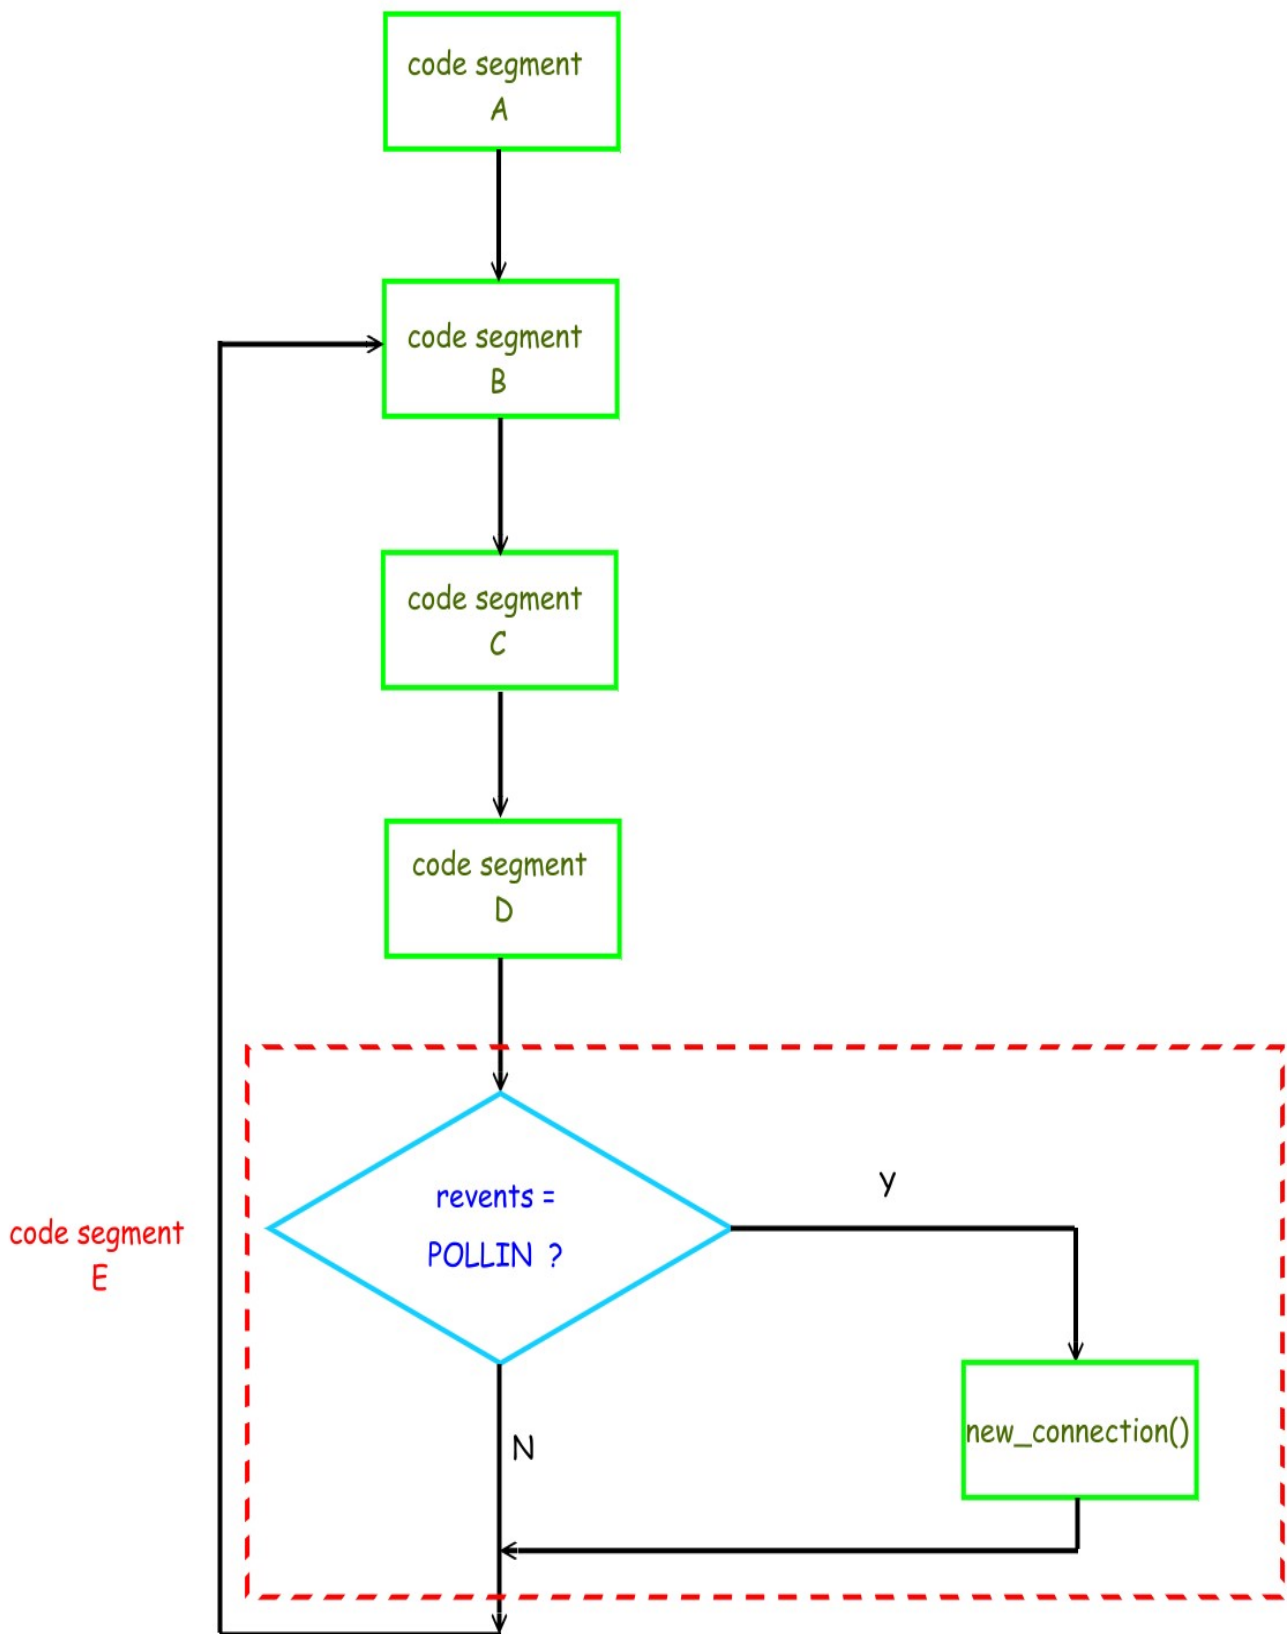 code segment
A
code segment
B
code segment
C
code segment
D
revents =
POLLIN ?
y
code segment
E
new_connection()
N